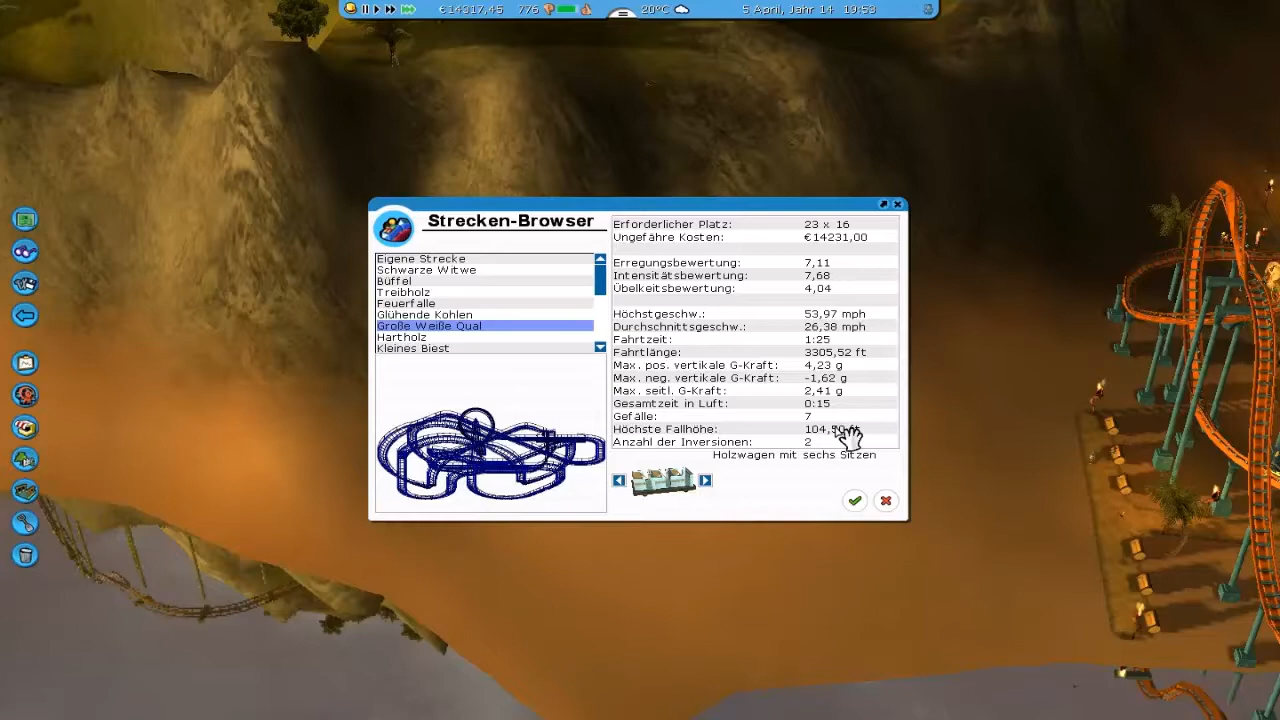 €14317,45 776 20°C 5 April, Jahr 14 19:53
Strecken-Browser
Eigene Strecke
Schwarze Witwe
Büffel
Treibholz
Feuerfalle
Glühende Kohlen
Große Weiße Qual
Hartholz
Kleines Biest
Erforderlicher Platz: 23 x 16
Ungefähre Kosten: €14231,00
Erregungsbewertung: 7,11
Intensitätsbewertung: 7,68
Übelkeitsbewertung: 4,04
Höchstgeschw.: 53,97 mph
Durchschnittsgeschw.: 26,38 mph
Fahrtzeit: 1:25
Fahrtlänge: 3305,52 ft
Max. pos. vertikale G-Kraft: 4,23 g
Max. neg. vertikale G-Kraft: -1,62 g
Max. seitl. G-Kraft: 2,41 g
Gesamtzeit in Luft: 0:15
Gefälle: 7
Höchste Fallhöhe:
Anzahl der Inversionen: 2
Holzwagen mit sechs Sitzen